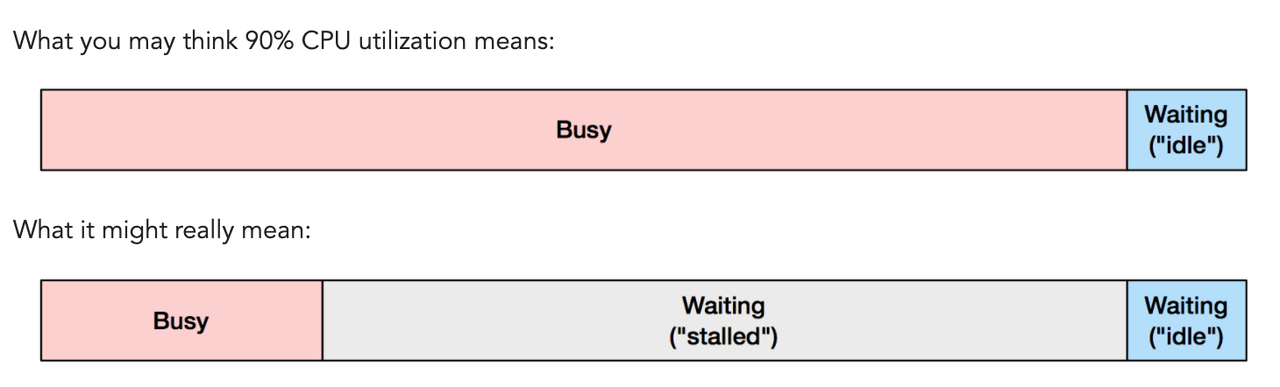 What you may think 90% CPU utilization means:
Busy
Waiting
("idle")
What it might really mean:
Busy
Waiting
("stalled")
Waiting
("idle")